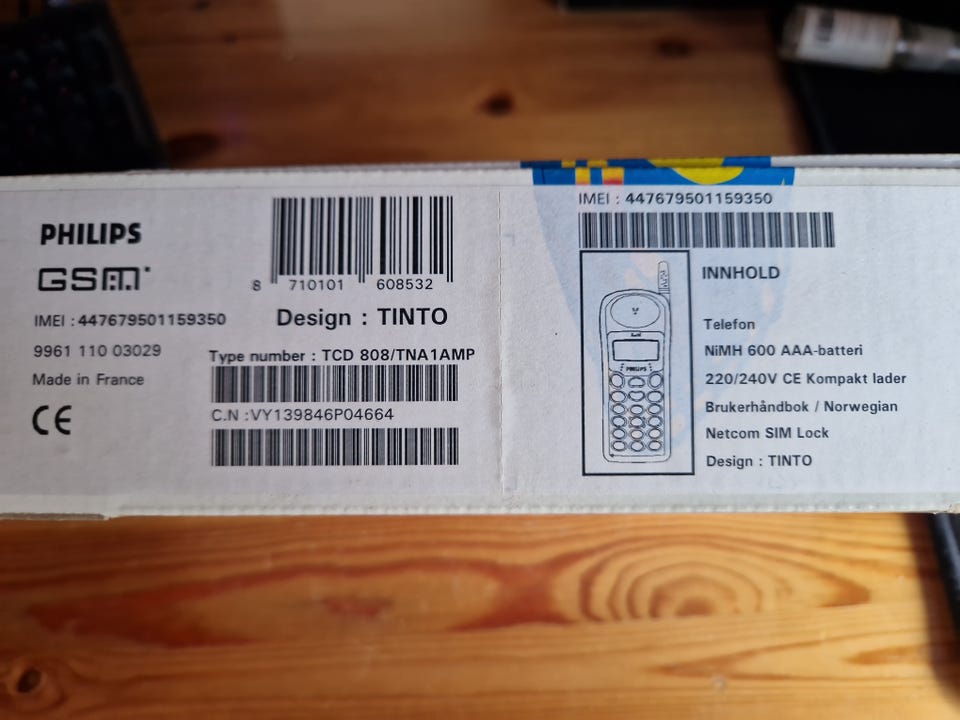 PHILIPS
GSM
IMEI : 447679501159350
9961 110 03029
Made in France
CE
8 710101 608532
Design : TINTO
Type number : TCD 808/TNA1AMP
C.N :VY139846P04664
IMEI : 447679501159350
PHILIPS
INNHOLD
Telefon
NiMH 600 AAA-batteri
220/240V CE Kompakt lader
Brukerhåndbok / Norwegian
Netcom SIM Lock
Design : TINTO